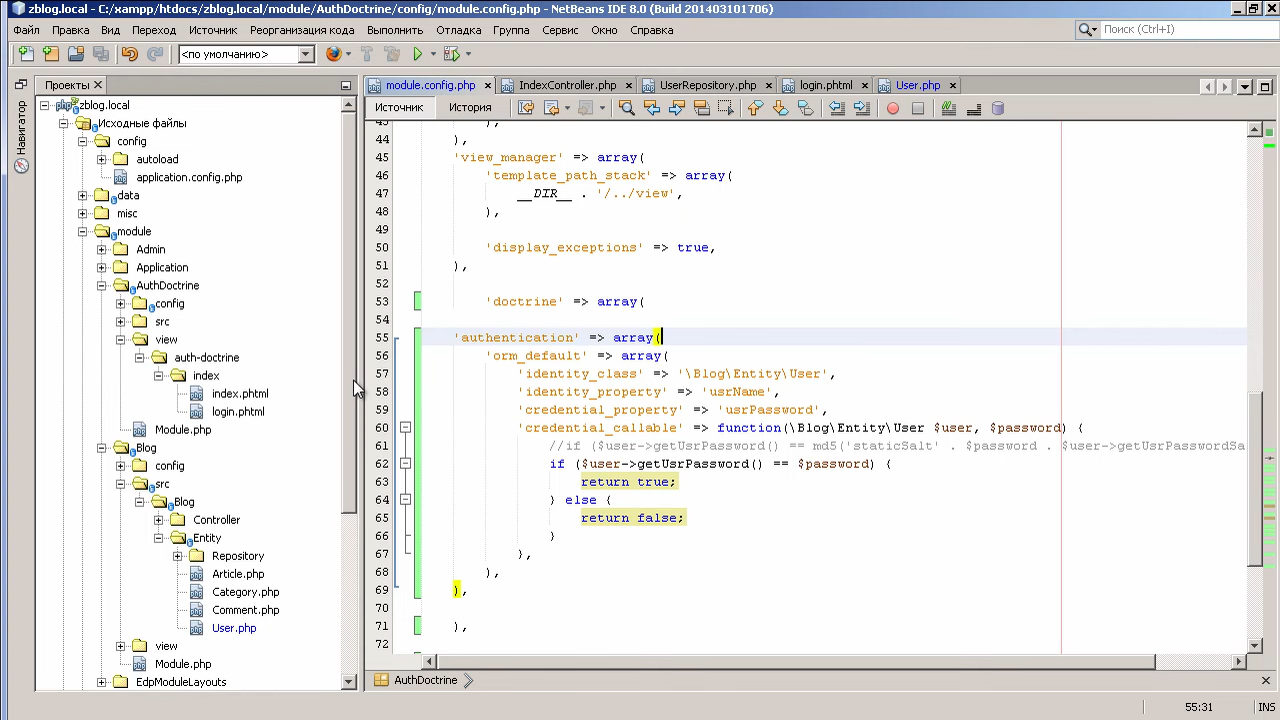 zblog.local - C:/xampp/htdocs/zblog.local/module/AuthDoctrine/config/module.config.php - NetBeans IDE 8.0 (Build 201403101706)
Файл Правка Вид Переход Источник Реорганизация кода Выполнить Отладка Группа Сервис Окно Справка
Поиск (Ctrl+I)
<по умолчанию>
Навигатор
Проекты
zblog.local
Исходные файлы
config
autoload
application.config.php
data
misc
module
Admin
Application
AuthDoctrine
config
src
view
auth-doctrine
index
index.phtml
login.phtml
Module.php
Blog
config
src
Blog
Controller
Entity
Repository
Article.php
Category.php
Comment.php
User.php
view
Module.php
EdpModuleLayouts
module.config.php IndexController.php UserRepository.php login.phtml User.php
Источник История
43 ),
44 ),
45 'view_manager' => array(
46 'template_path_stack' => array(
47 __DIR__ . '/../view',
48 ),
49
50 'display_exceptions' => true,
51 ),
52
53 'doctrine' => array(
54
55 'authentication' => array(
56 'orm_default' => array(
57 'identity_class' => '\Blog\Entity\User',
58 'identity_property' => 'usrName',
59 'credential_property' => 'usrPassword',
60 'credential_callable' => function(\Blog\Entity\User $user, $password) {
61 //if ($user->getUsrPassword() == md5('staticSalt' . $password . $user->getUsrPasswordSa
62 if ($user->getUsrPassword() == $password) {
63 return true;
64 } else {
65 return false;
66 }
67 },
68 ),
69 ),
70
71 ),
72
AuthDoctrine
55:31 INS